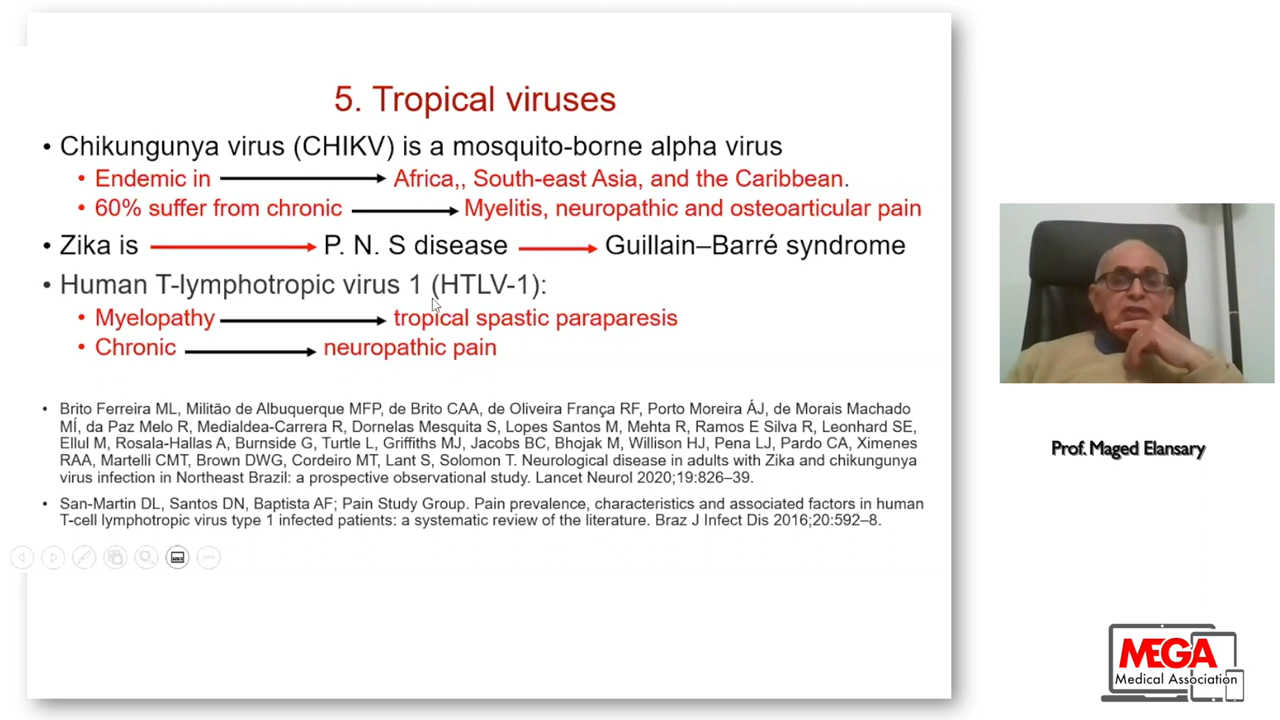 5. Tropical viruses
• Chikungunya virus (CHIKV) is a mosquito-borne alpha virus
• Endemic in Africa,, South-east Asia, and the Caribbean.
• 60% suffer from chronic Myelitis, neuropathic and osteoarticular pain
• Zika is P. N. S disease Guillain–Barré syndrome
• Human T-lymphotropic virus 1 (HTLV-1):
• Myelopathy tropical spastic paraparesis
• Chronic neuropathic pain
• Brito Ferreira ML, Militão de Albuquerque MFP, de Brito CAA, de Oliveira França RF, Porto Moreira ÁJ, de Morais Machado
MÍ, da Paz Melo R, Medialdea-Carrera R, Dornelas Mesquita S, Lopes Santos M, Mehta R, Ramos E Silva R, Leonhard SE,
Ellul M, Rosala-Hallas A, Burnside G, Turtle L, Griffiths MJ, Jacobs BC, Bhojak M, Willison HJ, Pena LJ, Pardo CA, Ximenes
RAA, Martelli CMT, Brown DWG, Cordeiro MT, Lant S, Solomon T. Neurological disease in adults with Zika and chikungunya
virus infection in Northeast Brazil: a prospective observational study. Lancet Neurol 2020;19:826–39.
• San-Martin DL, Santos DN, Baptista AF; Pain Study Group. Pain prevalence, characteristics and associated factors in human
T-cell lymphotropic virus type 1 infected patients: a systematic review of the literature. Braz J Infect Dis 2016;20:592–8.
Prof. Maged Elansary
MEGA
Medical Association